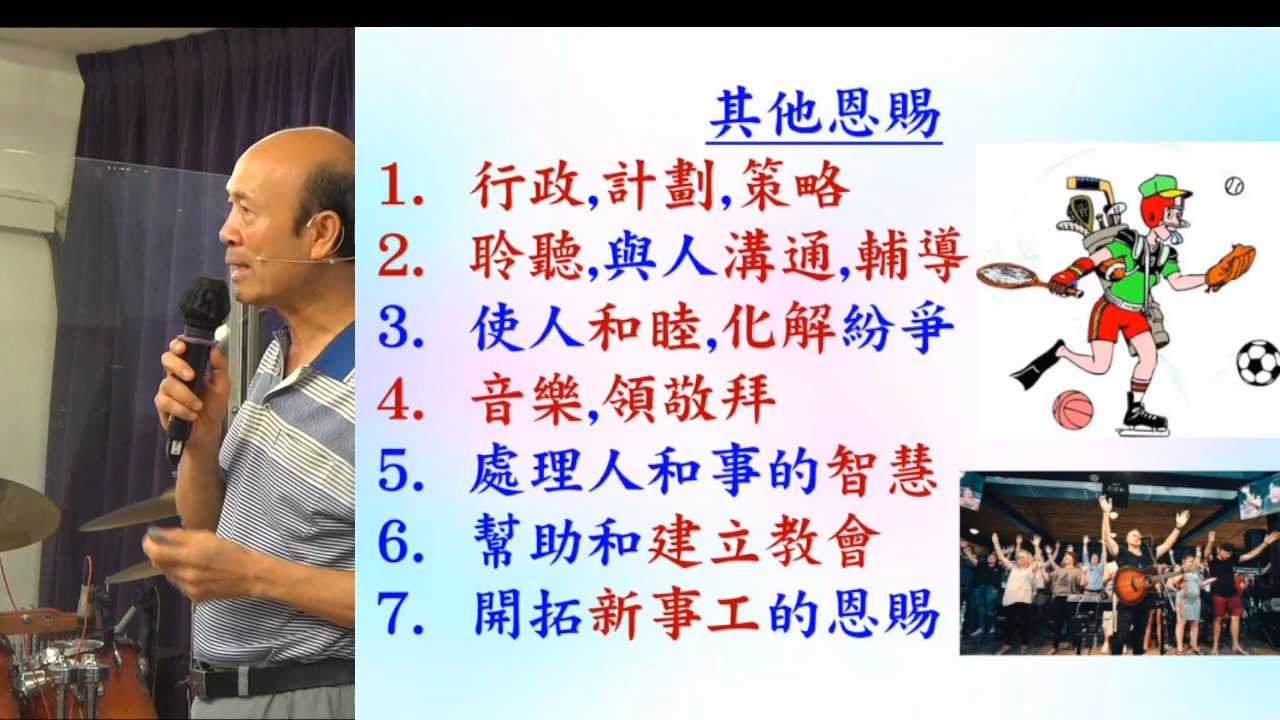 其他恩賜
1. 行政,計劃,策略
2. 聆聽,與人溝通,輔導
3. 使人和睦,化解紛爭
4. 音樂,領敬拜
5. 處理人和事的智慧
6. 幫助和建立教會
7. 開拓新事工的恩賜